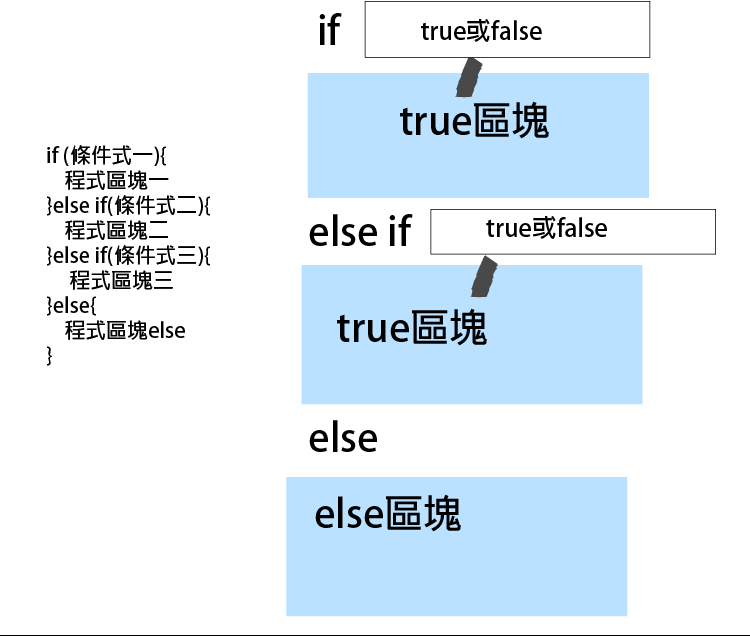 if (條件式一){
程式區塊一
}else if(條件式二){
程式區塊二
}else if(條件式三){
程式區塊三
}else{
程式區塊else
}
if
true或false
true區塊
else if
true或false
true區塊
else
else區塊